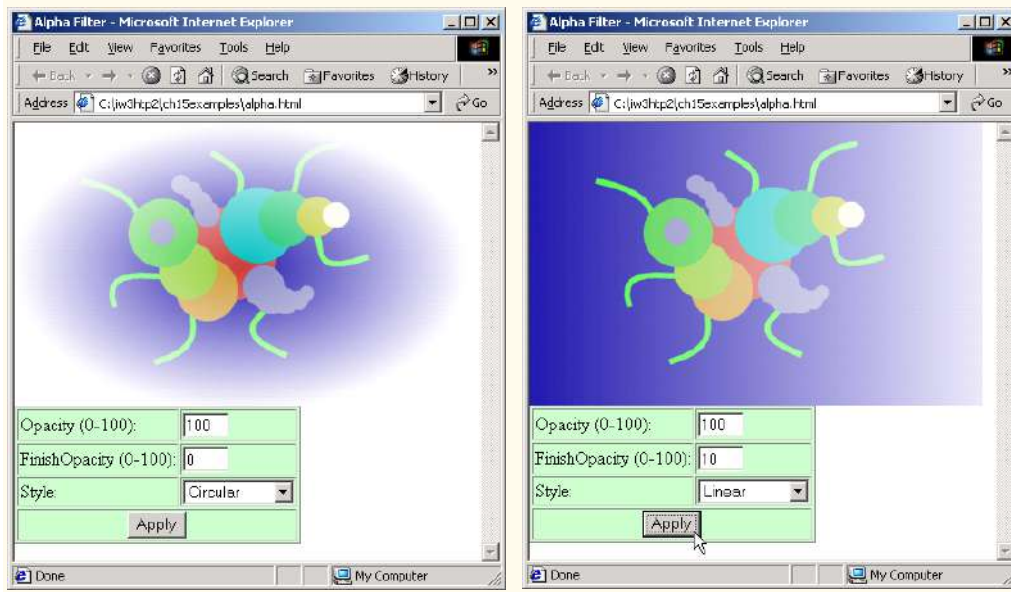 Alpha Filter - Microsoft Internet Explorer
File Edit View Favorites Tools Help
Back Search Favorites History »
Address C:\iw3htp2\ch15examples\alpha.html Go
Opacity (0-100): 100
FinishOpacity (0-100): 0
Style: Circular
Apply
Done My Computer
Alpha Filter - Microsoft Internet Explorer
File Edit View Favorites Tools Help
Back Search Favorites History »
Address C:\iw3htp2\ch15examples\alpha.html Go
Opacity (0-100): 100
FinishOpacity (0-100): 10
Style: Linear
Apply
Done My Computer